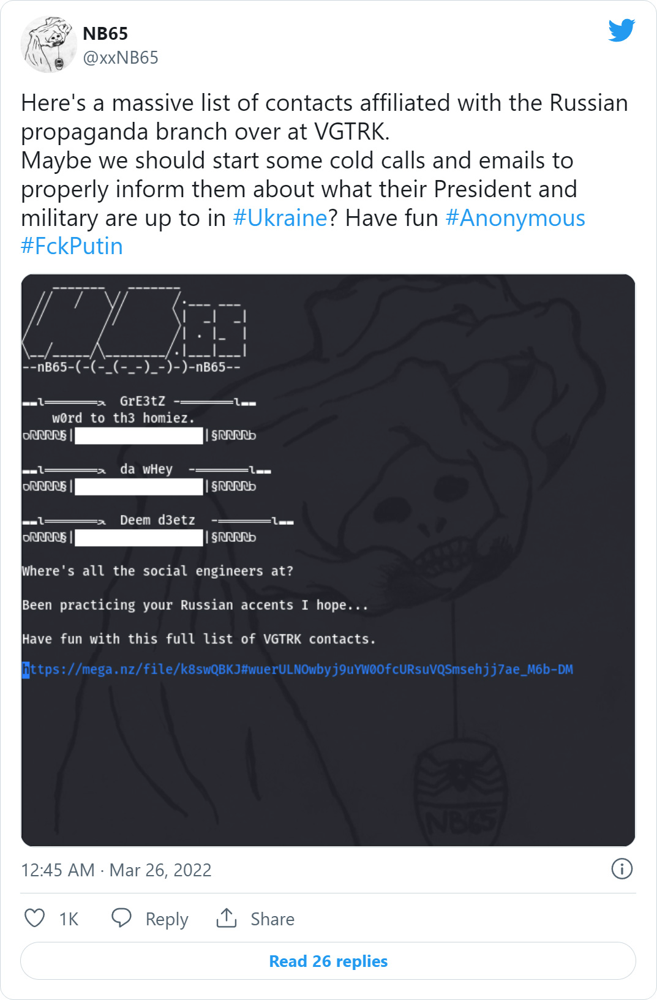 NB65
@xxNB65
Here's a massive list of contacts affiliated with the Russian
propaganda branch over at VGTRK.
Maybe we should start some cold calls and emails to
properly inform them about what their President and
military are up to in #Ukraine? Have fun #Anonymous
#FckPutin
--nB65-(-(-_(-_-)_-)-)-nB65--
GrE3tZ
w0rd to th3 homiez.
da wHey
Deem d3etz
Where's all the social engineers at?
Been practicing your Russian accents I hope...
Have fun with this full list of VGTRK contacts.
https://mega.nz/file/k8swQBKJ#wuerULNOwbyj9uYW0OfcURsuVQSmsehjj7ae_M6b-DM
NB65
12:45 AM · Mar 26, 2022
1K Reply Share
Read 26 replies